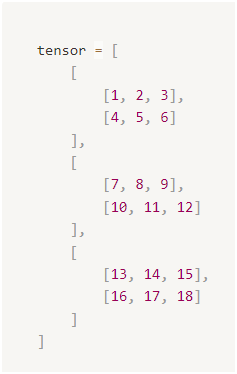 tensor = [
    [
        [1, 2, 3],
        [4, 5, 6]
    ],
    [
        [7, 8, 9],
        [10, 11, 12]
    ],
    [
        [13, 14, 15],
        [16, 17, 18]
    ]
]